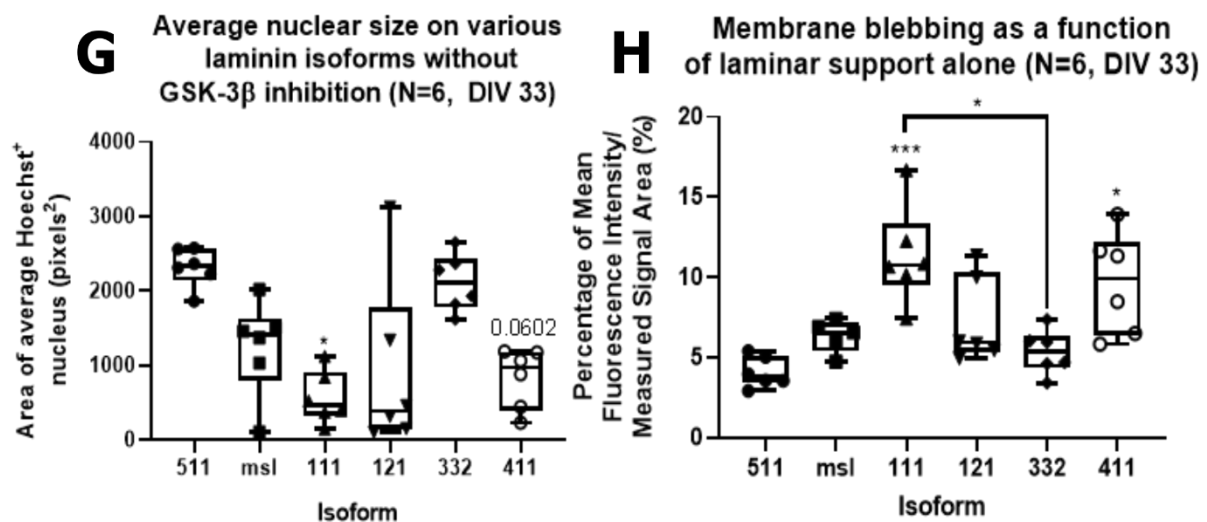 G
Average nuclear size on various
laminin isoforms without
GSK-3β inhibition (N=6, DIV 33)
Area of average Hoechst+
nucleus (pixels2)
4000
3000
2000
1000
0
*
0.0602
511 msl 111 121 332 411
Isoform
H
Membrane blebbing as a function
of laminar support alone (N=6, DIV 33)
Percentage of Mean
Fluorescence Intensity/
Measured Signal Area (%)
20
15
10
5
0
*
***
*
511 msl 111 121 332 411
Isoform